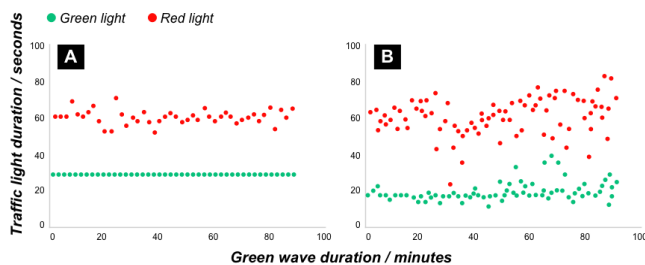 Green light Red light
Traffic light duration / seconds
A
100
80
60
40
20
0
0 20 40 60 80 100
B
100
80
60
40
20
0
0 20 40 60 80 100
Green wave duration / minutes